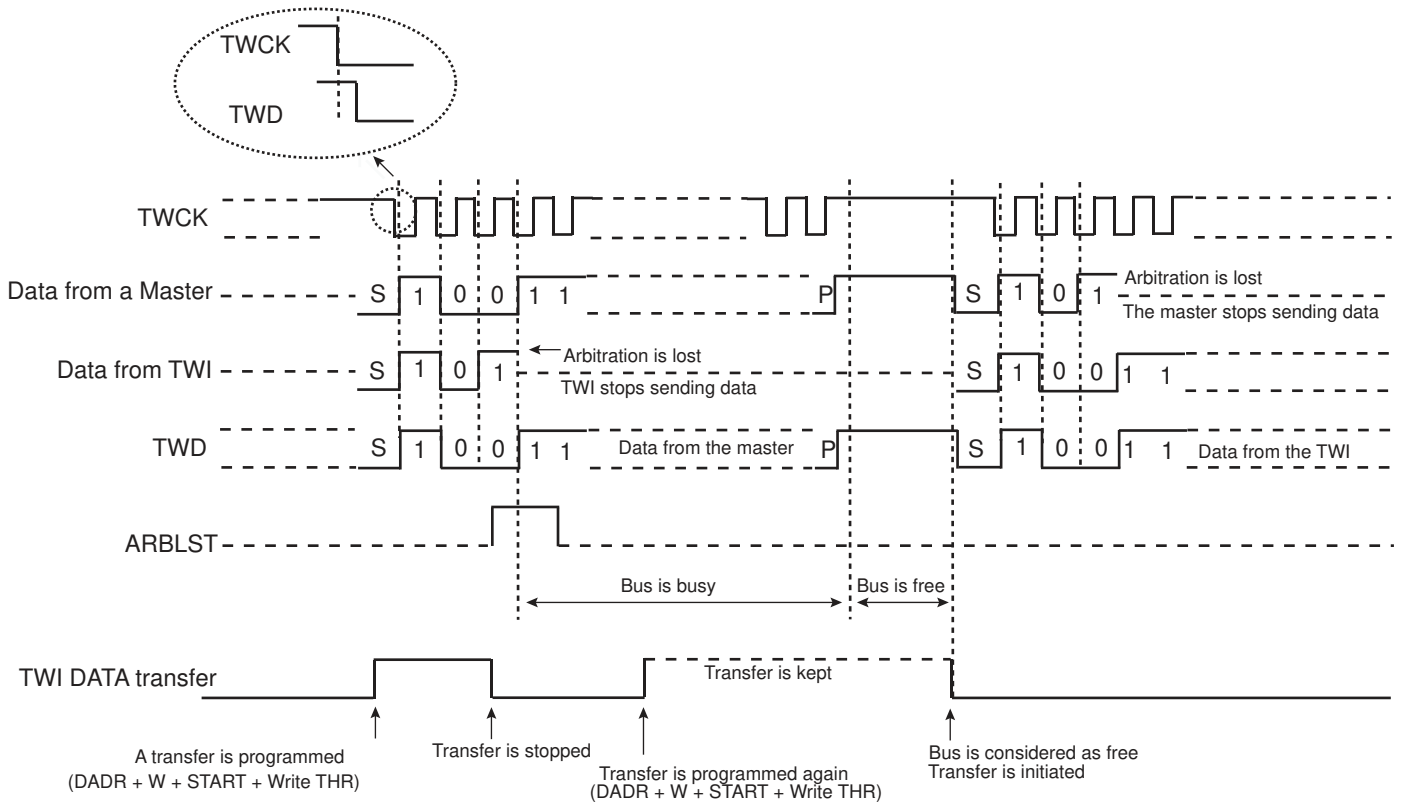 TWCK
TWD
TWCK
Data from a Master
S 1 0 0 1 1
P
S 1 0 1
Arbitration is lost
The master stops sending data
Data from TWI
S 1 0 1
Arbitration is lost
TWI stops sending data
S 1 0 0 1 1
TWD
S 1 0 0 1 1
Data from the master
P
S 1 0 0 1 1
Data from the TWI
ARBLST
Bus is busy
Bus is free
TWI DATA transfer
Transfer is kept
A transfer is programmed
(DADR + W + START + Write THR)
Transfer is stopped
Transfer is programmed again
(DADR + W + START + Write THR)
Bus is considered as free
Transfer is initiated